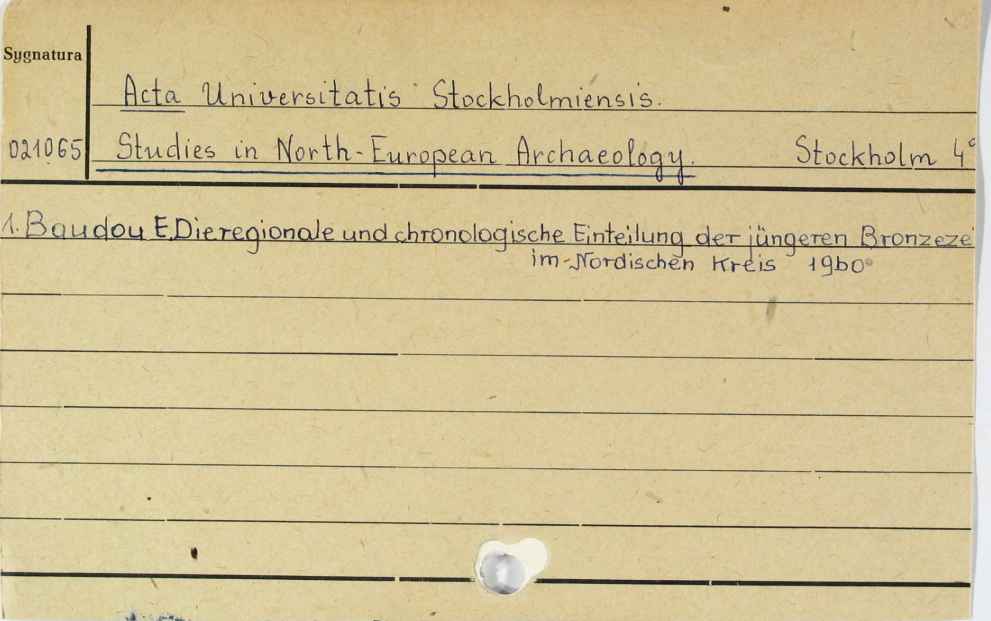 Sygnatura
Acta Universitatis Stockholmiensis.
021065 Studies in North-European Archaeology. Stockholm 4°
1. Baudou E. Die regionale und chronologische Einteilung der jüngeren Bronzezei
im Nordischen Kreis 1960